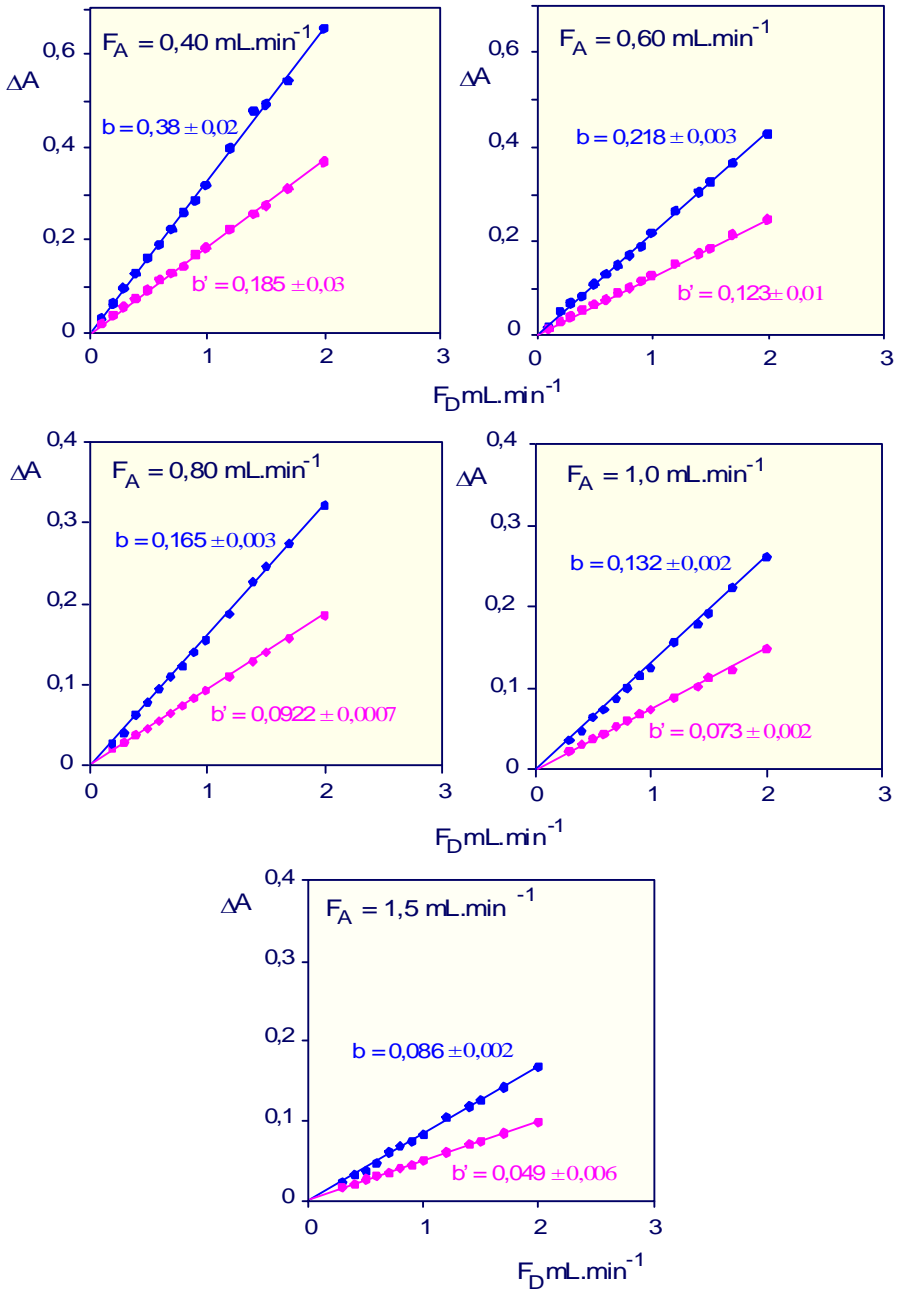 F_A = 0,40 mL.min⁻¹
ΔA
0,6
0,4
0,2
0
b = 0,38 ± 0,02
b' = 0,185 ± 0,03
0 1 2 3
F_A = 0,60 mL.min⁻¹
ΔA
0,6
0,4
0,2
0
b = 0,218 ± 0,003
b' = 0,123 ± 0,01
0 1 2 3
F_D mL.min⁻¹
F_A = 0,80 mL.min⁻¹
ΔA
0,4
0,3
0,2
0,1
0
b = 0,165 ± 0,003
b' = 0,0922 ± 0,0007
0 1 2 3
F_A = 1,0 mL.min⁻¹
ΔA
0,4
0,3
0,2
0,1
0
b = 0,132 ± 0,002
b' = 0,073 ± 0,002
0 1 2 3
F_D mL.min⁻¹
F_A = 1,5 mL.min ⁻¹
ΔA
0,4
0,3
0,2
0,1
0
b = 0,086 ± 0,002
b' = 0,049 ± 0,006
0 1 2 3
F_D mL.min⁻¹